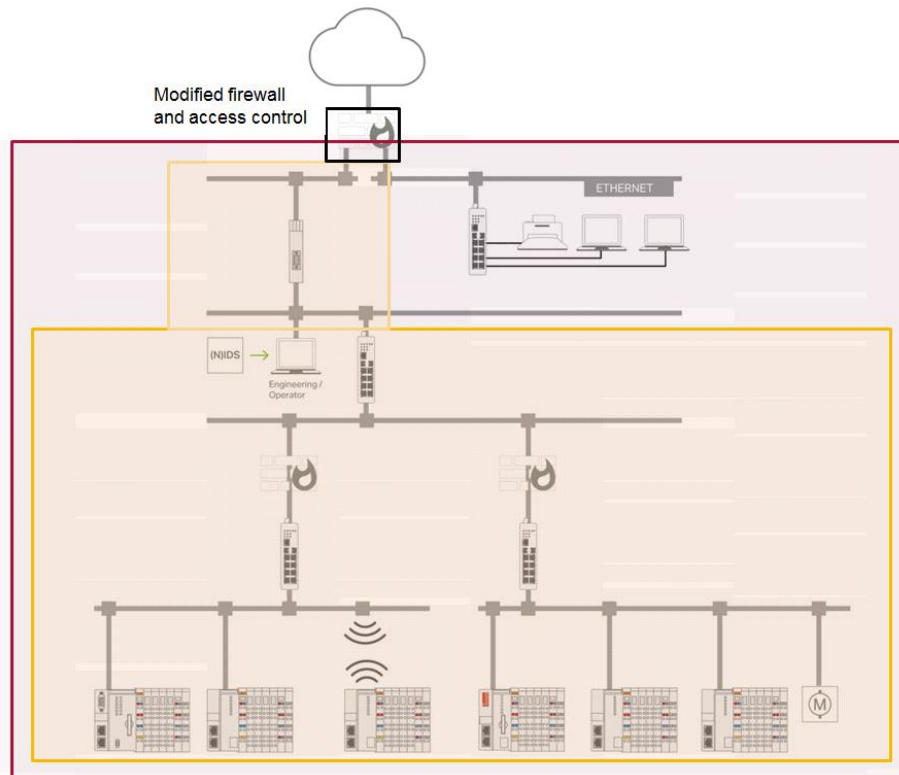 Modified firewall
and access control
ETHERNET
(N)IDS
Engineering /
Operator
M